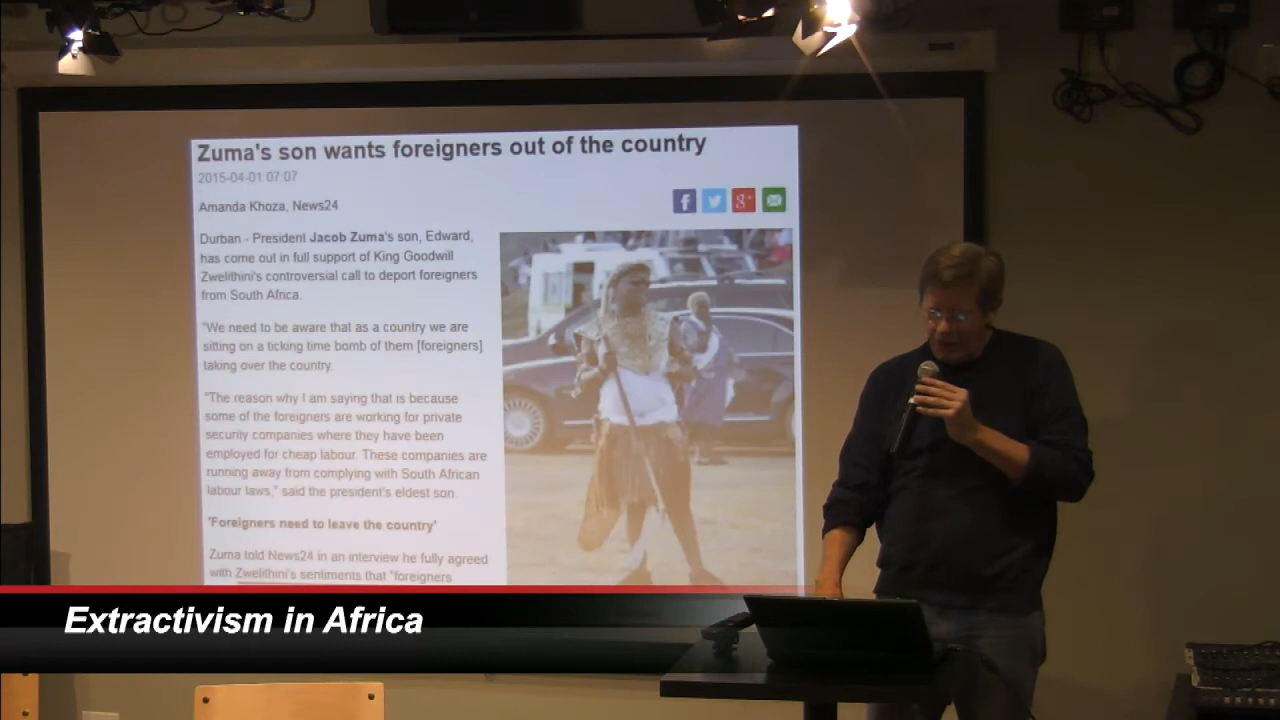 Zuma's son wants foreigners out of the country
2015-04-01 07:07
Amanda Khoza, News24
f
g+
Durban - President Jacob Zuma's son, Edward,
has come out in full support of King Goodwill
Zwelithini's controversial call to deport foreigners
from South Africa.
"We need to be aware that as a country we are
sitting on a ticking time bomb of them [foreigners]
taking over the country.
"The reason why I am saying that is because
some of the foreigners are working for private
security companies where they have been
employed for cheap labour. These companies are
running away from complying with South African
labour laws," said the president's eldest son.
'Foreigners need to leave the country'
Zuma told News24 in an interview he fully agreed
with Zwelithini's sentiments that "foreigners
Extractivism in Africa